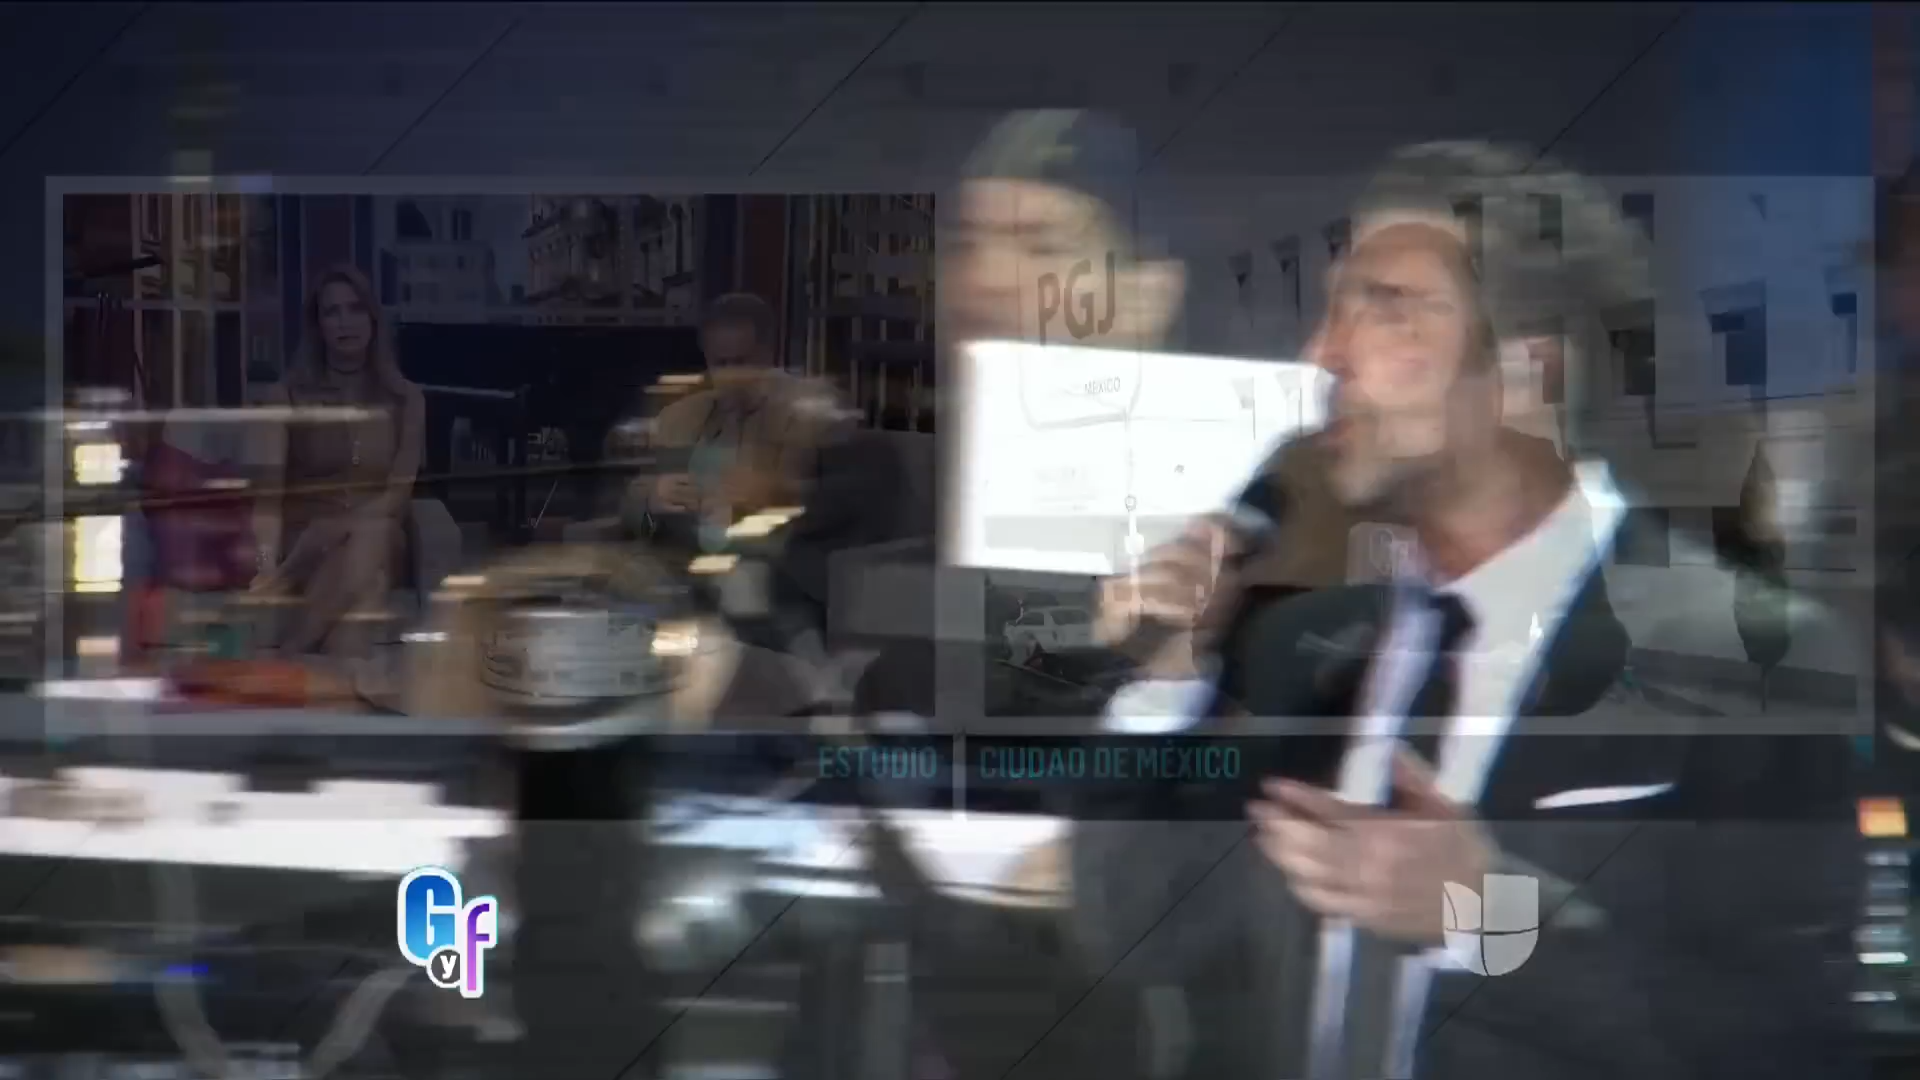 PGJ
MÉXICO
ESTUDIO
CIUDAD DE MÉXICO
G y f